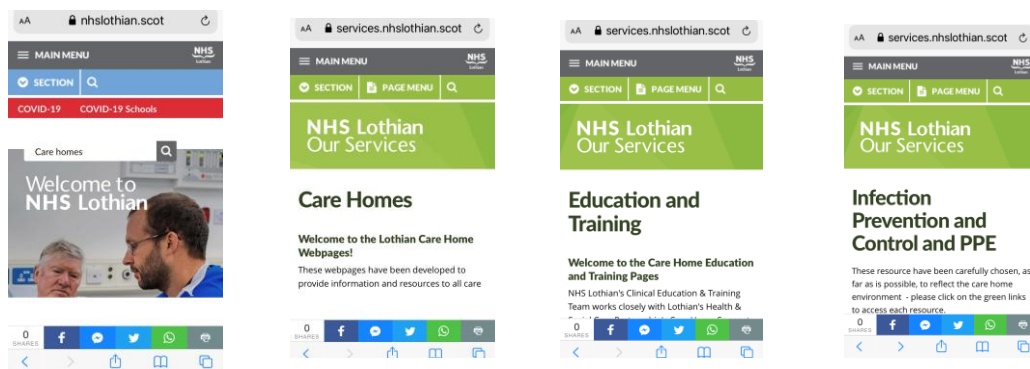 AA nhslothian.scot
MAIN MENU
NHS
Lothian
SECTION
COVID-19 COVID-19 Schools
Care homes
Welcome to
NHS Lothian
0
SHARES
AA services.nhslothian.scot
MAIN MENU
NHS
Lothian
SECTION PAGE MENU
NHS Lothian
Our Services
Care Homes
Welcome to the Lothian Care Home
Webpages!
These webpages have been developed to
provide information and resources to all care
0
SHARES
AA services.nhslothian.scot
MAIN MENU
NHS
Lothian
SECTION PAGE MENU
NHS Lothian
Our Services
Education and
Training
Welcome to the Care Home Education
and Training Pages
NHS Lothian's Clinical Education & Training
Team works closely with Lothian's Health &
0
SHARES
AA services.nhslothian.scot
MAIN MENU
NHS
Lothian
SECTION PAGE MENU
NHS Lothian
Our Services
Infection
Prevention and
Control and PPE
These resource have been carefully chosen, as
far as is possible, to reflect the care home
environment - please click on the green links
to access each resource.
0
SHARES